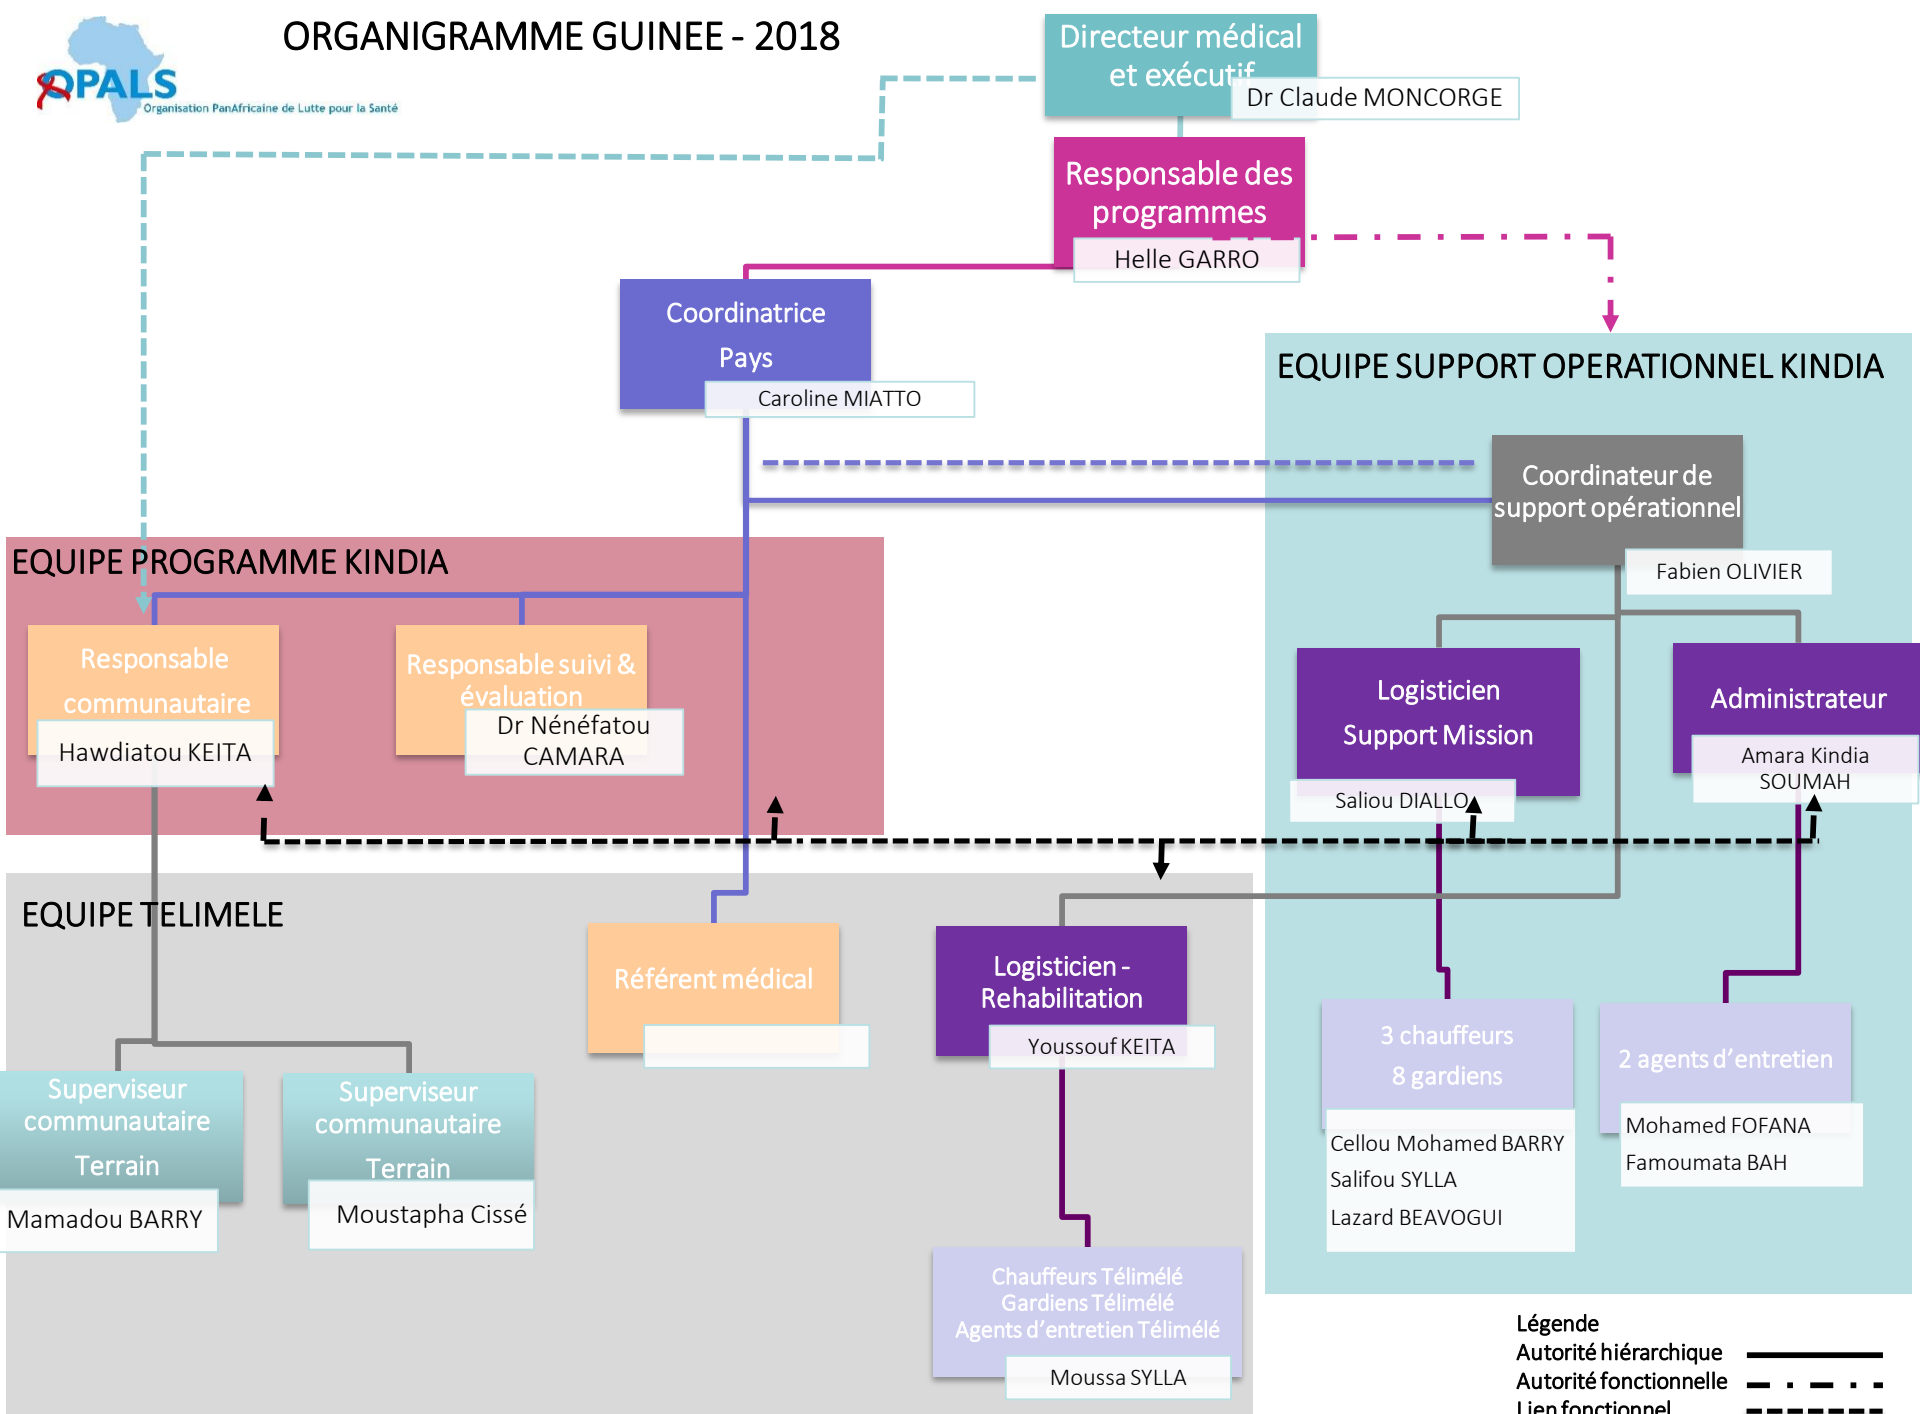 ORGANIGRAMME GUINEE - 2018
OPALS
Organisation PanAfricaine de Lutte pour la Santé
Directeur médical
et exécutif
Dr Claude MONCORGE
Responsable des
programmes
Helle GARRO
Coordinatrice
Pays
Caroline MIATTO
EQUIPE SUPPORT OPERATIONNEL KINDIA
Coordinateur de
support opérationnel
Fabien OLIVIER
EQUIPE PROGRAMME KINDIA
Responsable
communautaire
Hawdiatou KEITA
Responsable suivi &
évaluation
Dr Nénéfatou
CAMARA
Logisticien
Support Mission
Saliou DIALLO
Administrateur
Amara Kindia
SOUMAH
EQUIPE TELIMELE
Référent médical
Logisticien -
Rehabilitation
Youssouf KEITA
3 chauffeurs
8 gardiens
Cellou Mohamed BARRY
Salifou SYLLA
Lazard BEAVOGUI
2 agents d'entretien
Mohamed FOFANA
Famoumata BAH
Superviseur
communautaire
Terrain
Mamadou BARRY
Superviseur
communautaire
Terrain
Moustapha Cissé
Chauffeurs Télimélé
Gardiens Télimélé
Agents d'entretien Télimélé
Moussa SYLLA
Légende
Autorité hiérarchique
Autorité fonctionnelle
Lien fonctionnel